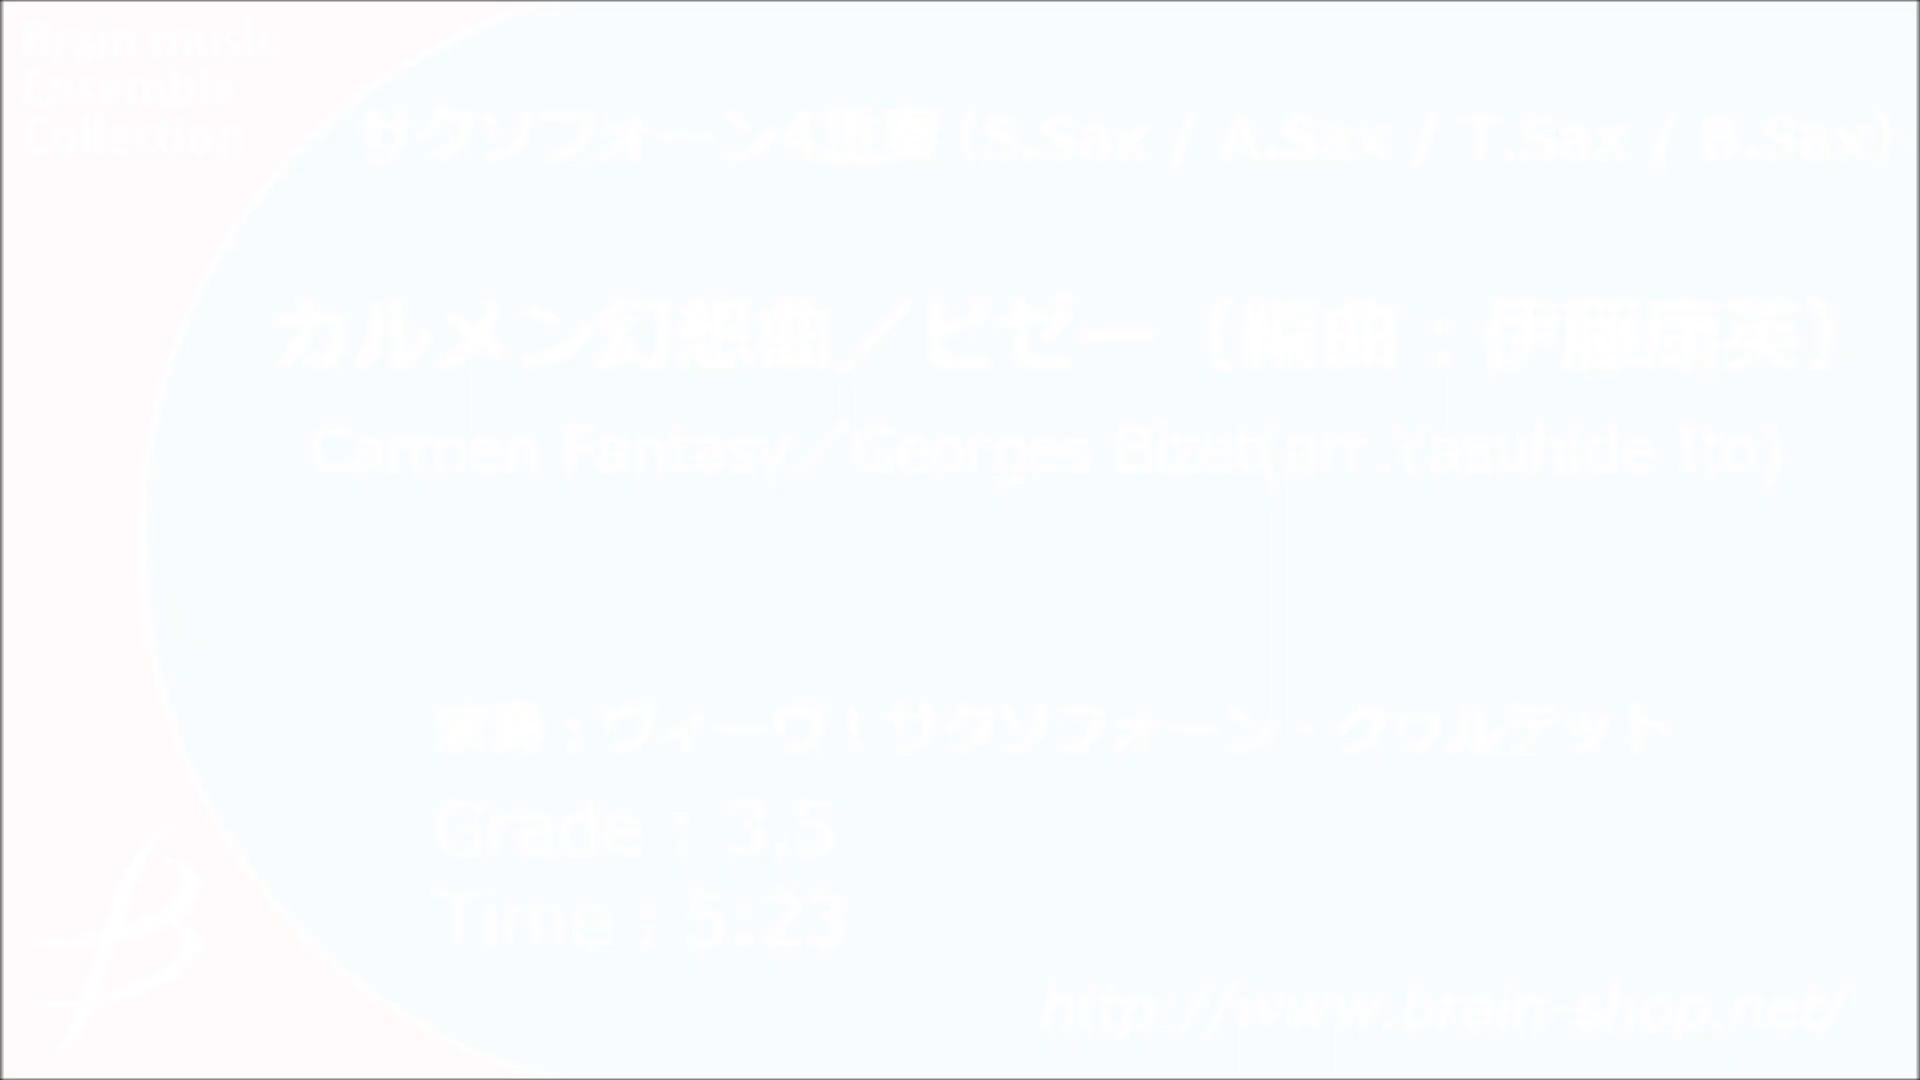 Brain music
Ensemble
Collection
サクソフォーン4重奏 (S.Sax / A.Sax / T.Sax / B.Sax)
カルメン幻想曲／ビゼー（編曲：伊藤康英）
Carmen Fantasy／Georges Bizet(arr.Yasuhide Ito)
演奏：ヴィーヴ！サクソフォーン・クヮルテット
Grade : 3.5
Time : 5:23
http://www.brain-shop.net/